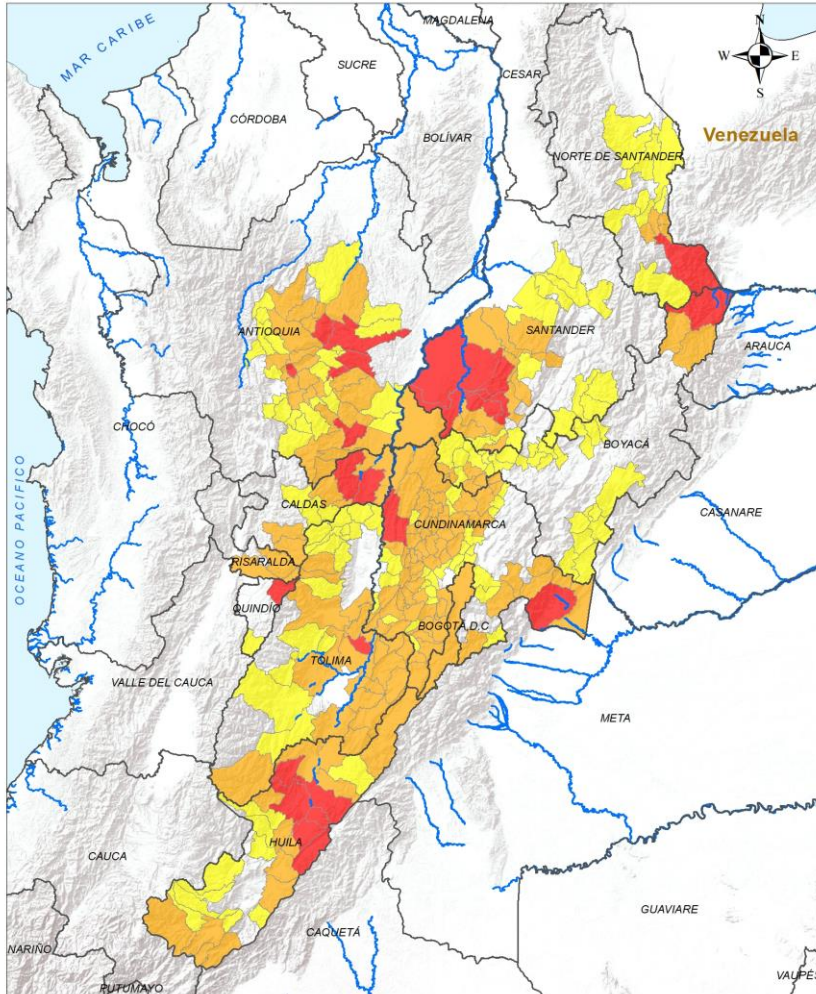 MAGDALENA
MAR CARIBE
N
W
E
S
SUCRE
CESAR
CÓRDOBA
BOLÍVAR
Venezuela
NORTE DE SANTANDER
ANTIOQUIA
SANTANDER
ARAUCA
CHOCÓ
BOYACÁ
OCEANO PACIFICO
CALDAS
CUNDINAMARCA
CASANARE
RISARALDA
QUINDÍO
BOGOTÁ, D.C
TOLIMA
VALLE DEL CAUCA
META
HUILA
CAUCA
GUAVIARE
CAQUETÁ
NARIÑO
PUTUMAYO
VAUPÉS